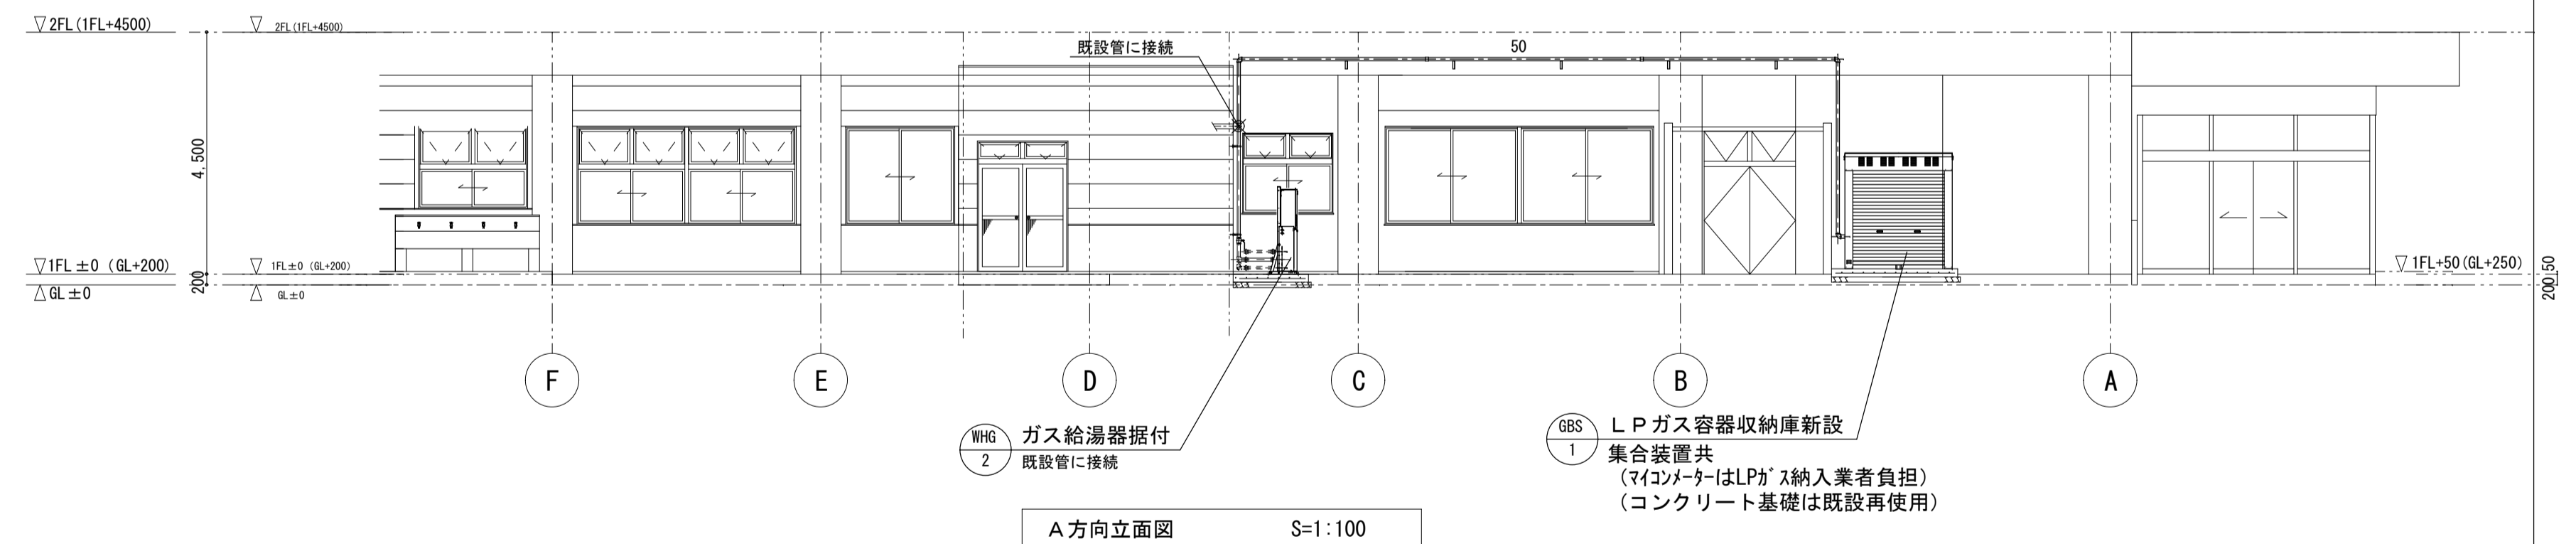 ▽2FL(1FL+4500)
▽ 2FL(1FL+4500)
既設管に接続
50
4,500
▽1FL±0 (GL+200)
▽ 1FL±0 (GL+200)
▽1FL+50(GL+250)
200
△GL±0
△ GL±0
50
200
F
E
D
C
B
A
WHG
2
ガス給湯器据付
既設管に接続
GBS
1
LPガス容器収納庫新設
集合装置共
(ﾏｲｺﾝﾒｰﾀｰはLPｶﾞｽ納入業者負担)
(コンクリート基礎は既設再使用)
A方向立面図 S=1:100